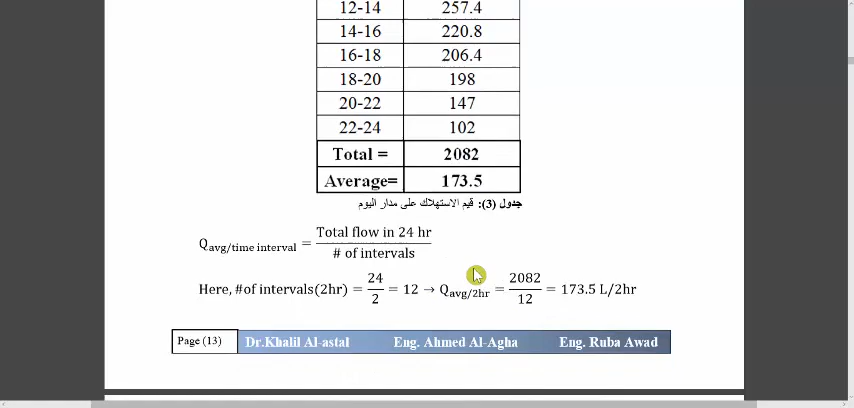 12-14 257.4
14-16 220.8
16-18 206.4
18-20 198
20-22 147
22-24 102
Total = 2082
Average= 173.5
جدول (3): قيم الاستهلاك على مدار اليوم
Q_avg/time interval = Total flow in 24 hr / # of intervals
Here, #of intervals(2hr) = 24/2 = 12 → Q_avg/2hr = 2082/12 = 173.5 L/2hr
Page (13) Dr.Khalil Al-astal Eng. Ahmed Al-Agha Eng. Ruba Awad